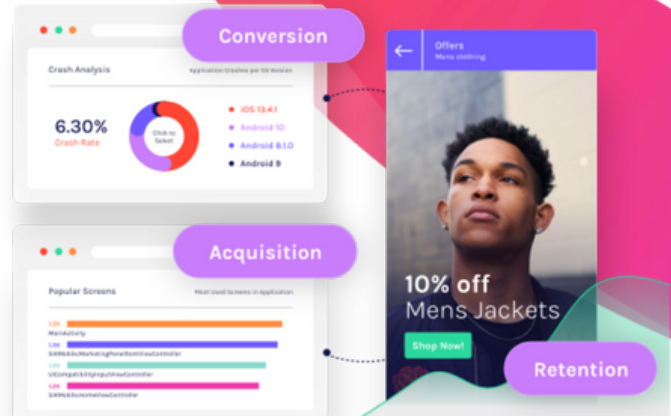 Conversion
Crash Analysis
Application Crashes per OS Version
6.30%
Crash Rate
Click to
Select
iOS 13.4.1
Android 10
Android 8.1.0
Android 9
Acquisition
Popular Screens
Most Used Screens in Application
MainActivity
Offers
Mens clothing
10% off
Mens Jackets
Shop Now!
Retention